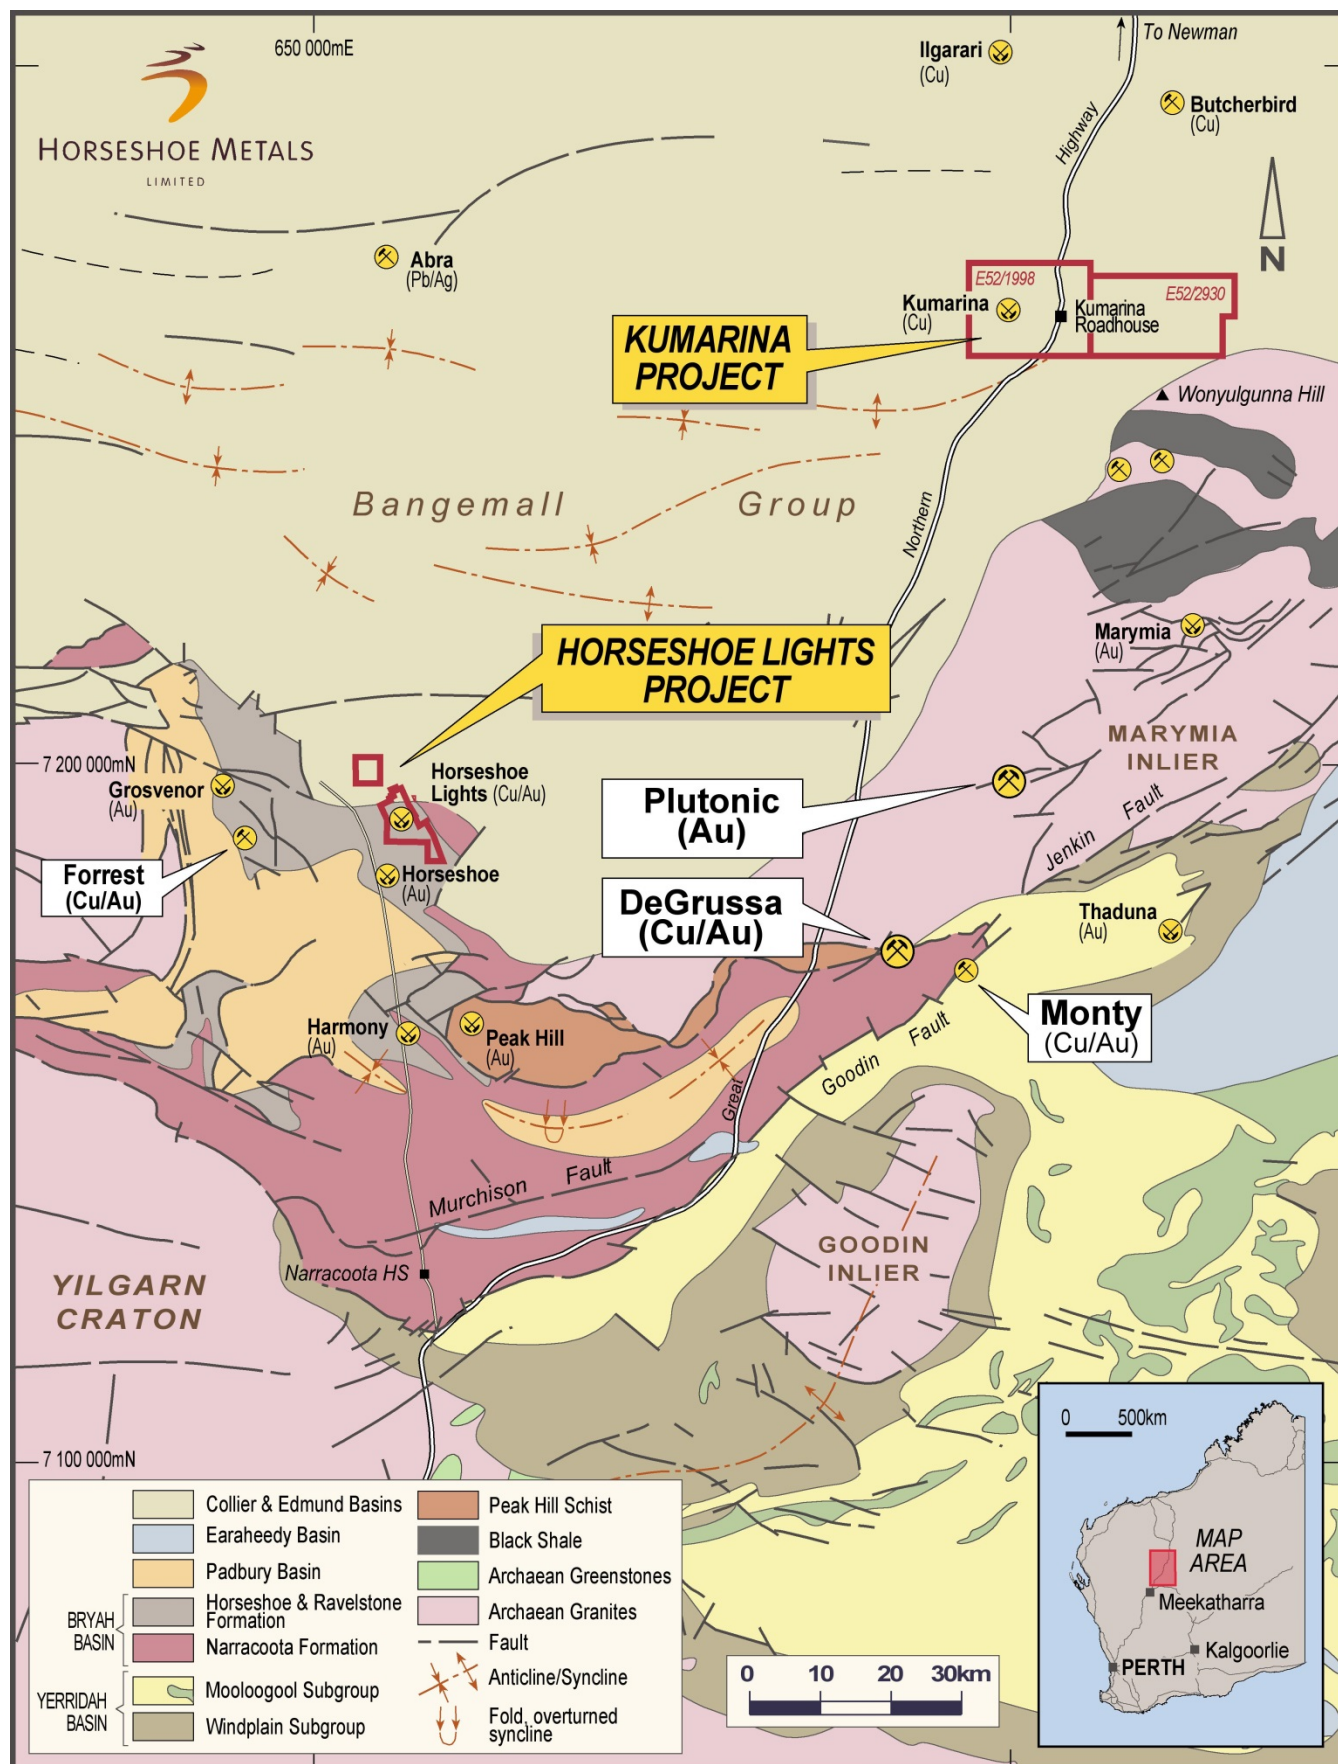 650 000mE
HORSESHOE METALS
LIMITED
Ilgarari
(Cu)
To Newman
Butcherbird
(Cu)
Highway
N
Abra
(Pb/Ag)
E52/1998
E52/2930
Kumarina
(Cu)
Kumarina
Roadhouse
KUMARINA
PROJECT
Wonyulgunna Hill
Bangemall Group
Northern
Marymia
(Au)
HORSESHOE LIGHTS
PROJECT
MARYMIA
INLIER
7 200 000mN
Grosvenor
(Au)
Horseshoe
Lights (Cu/Au)
Plutonic
(Au)
Jenkin Fault
Forrest
(Cu/Au)
Horseshoe
(Au)
DeGrussa
(Cu/Au)
Thaduna
(Au)
Monty
(Cu/Au)
Harmony
(Au)
Peak Hill
(Au)
Goodin Fault
Great
Murchison Fault
GOODIN
INLIER
Narracoota HS
YILGARN
CRATON
7 100 000mN
Collier & Edmund Basins
Earaheedy Basin
Padbury Basin
BRYAH
BASIN
Horseshoe & Ravelstone
Formation
Narracoota Formation
YERRIDAH
BASIN
Mooloogool Subgroup
Windplain Subgroup
Peak Hill Schist
Black Shale
Archaean Greenstones
Archaean Granites
Fault
Anticline/Syncline
Fold, overturned
syncline
0 10 20 30km
0 500km
MAP
AREA
Meekatharra
Kalgoorlie
PERTH